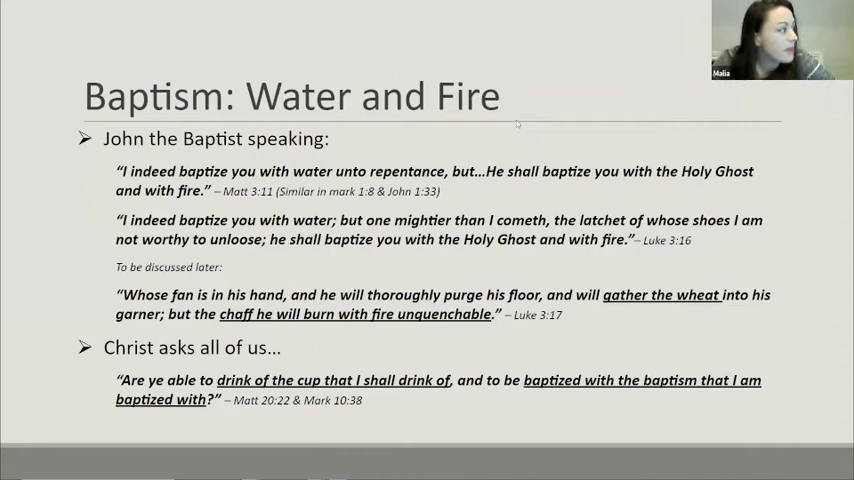 Malia
Baptism: Water and Fire
➢ John the Baptist speaking:
“I indeed baptize you with water unto repentance, but...He shall baptize you with the Holy Ghost
and with fire.” – Matt 3:11 (Similar in mark 1:8 & John 1:33)
“I indeed baptize you with water; but one mightier than I cometh, the latchet of whose shoes I am
not worthy to unloose; he shall baptize you with the Holy Ghost and with fire.”– Luke 3:16
To be discussed later:
“Whose fan is in his hand, and he will thoroughly purge his floor, and will gather the wheat into his
garner; but the chaff he will burn with fire unquenchable.” – Luke 3:17
➢ Christ asks all of us...
“Are ye able to drink of the cup that I shall drink of, and to be baptized with the baptism that I am
baptized with?” – Matt 20:22 & Mark 10:38